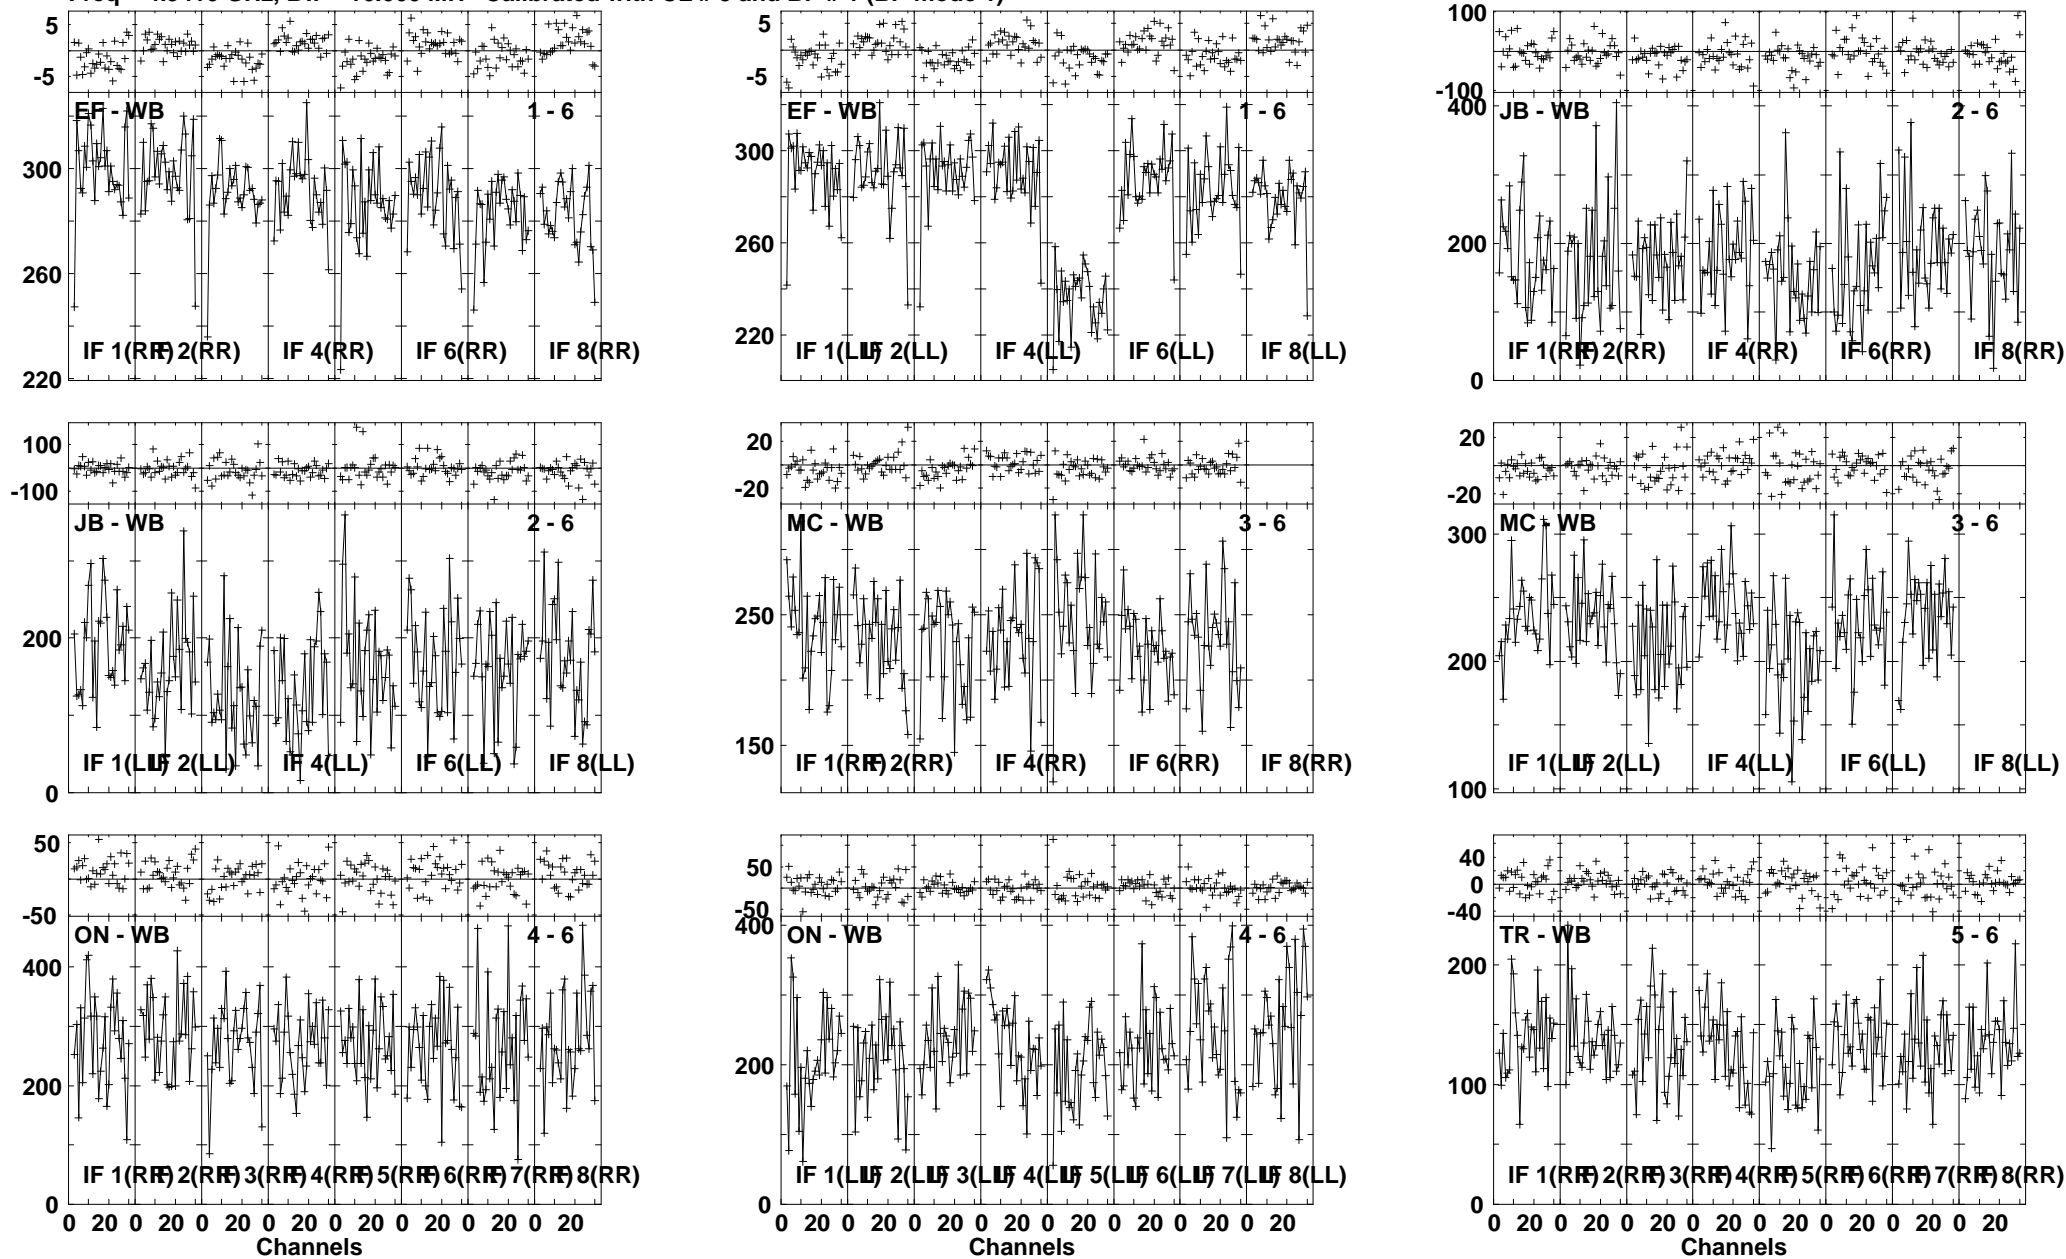 5
-5
EF - WB 1 - 6
300
260
220
IF 1(RR) IF 2(RR) IF 4(RR) IF 6(RR) IF 8(RR)
5
-5
EF - WB 1 - 6
300
260
220
IF 1(LL) IF 2(LL) IF 4(LL) IF 6(LL) IF 8(LL)
100
-100
JB - WB 2 - 6
400
200
0
IF 1(RR) IF 2(RR) IF 4(RR) IF 6(RR) IF 8(RR)
100
-100
JB - WB 2 - 6
200
0
IF 1(LL) IF 2(LL) IF 4(LL) IF 6(LL) IF 8(LL)
20
-20
MC - WB 3 - 6
250
150
IF 1(RR) IF 2(RR) IF 4(RR) IF 6(RR) IF 8(RR)
20
-20
MC - WB 3 - 6
300
200
100
IF 1(LL) IF 2(LL) IF 4(LL) IF 6(LL) IF 8(LL)
50
-50
ON - WB 4 - 6
400
200
0
IF 1(RR) IF 2(RR) IF 3(RR) IF 4(RR) IF 5(RR) IF 6(RR) IF 7(RR) IF 8(RR)
0 20 0 20 0 20 0 20 0 20 0 20 0 20 0 20
Channels
50
-50
ON - WB 4 - 6
400
200
0
IF 1(LL) IF 2(LL) IF 3(LL) IF 4(LL) IF 5(LL) IF 6(LL) IF 7(LL) IF 8(LL)
0 20 0 20 0 20 0 20 0 20 0 20 0 20 0 20
Channels
40
0
-40
TR - WB 5 - 6
200
100
0
IF 1(RR) IF 2(RR) IF 3(RR) IF 4(RR) IF 5(RR) IF 6(RR) IF 7(RR) IF 8(RR)
0 20 0 20 0 20 0 20 0 20 0 20 0 20 0 20
Channels